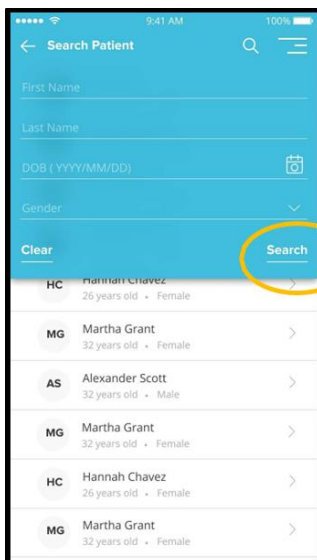 9:41 AM
100%
Search Patient
First Name
Last Name
DOB ( YYYY/MM/DD)
Gender
Clear
Search
HC
Hannah Chavez
26 years old • Female
MG
Martha Grant
32 years old • Female
AS
Alexander Scott
32 years old • Male
MG
Martha Grant
32 years old • Female
HC
Hannah Chavez
26 years old • Female
MG
Martha Grant
32 years old • Female